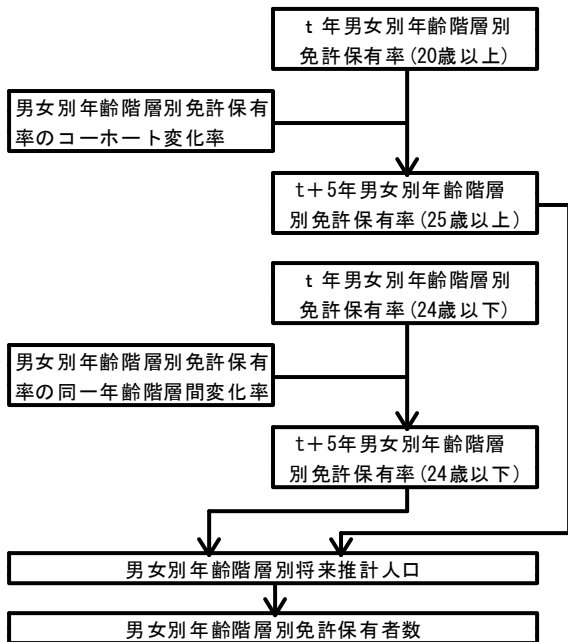 t 年男女別年齢階層別
免許保有率(20歳以上)
男女別年齢階層別免許保有
率のコーホート変化率
t＋5年男女別年齢階層
別免許保有率(25歳以上)
t 年男女別年齢階層別
免許保有率(24歳以下)
男女別年齢階層別免許保有
率の同一年齢階層間変化率
t＋5年男女別年齢階層
別免許保有率(24歳以下)
男女別年齢階層別将来推計人口
男女別年齢階層別免許保有者数